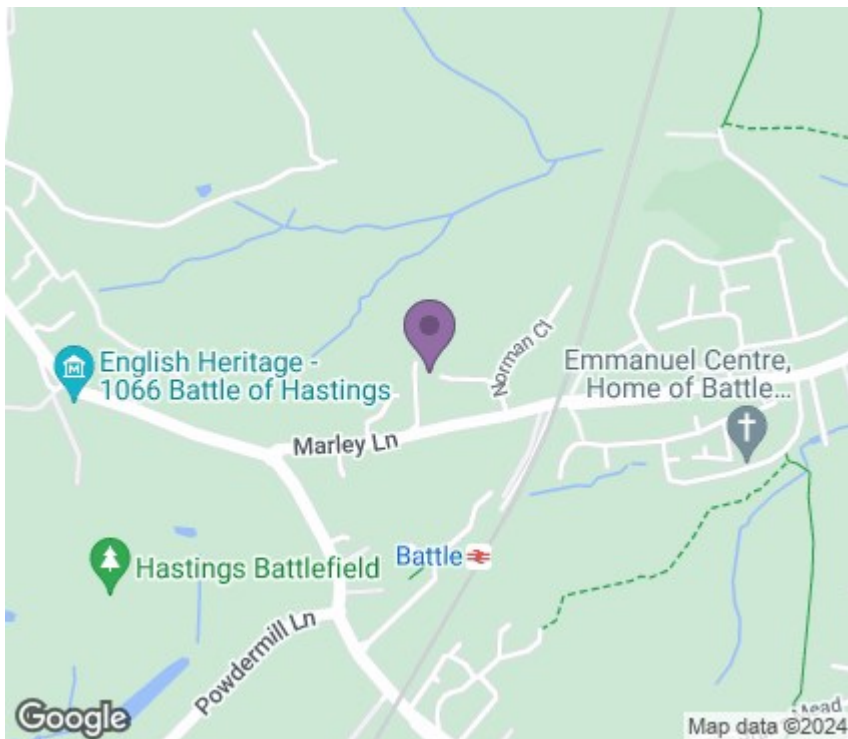 Norman Cl
English Heritage -
1066 Battle of Hastings
Emmanuel Centre,
Home of Battle...
Marley Ln
Battle
Hastings Battlefield
Powdermill Ln
Mead
Google
Map data ©2024